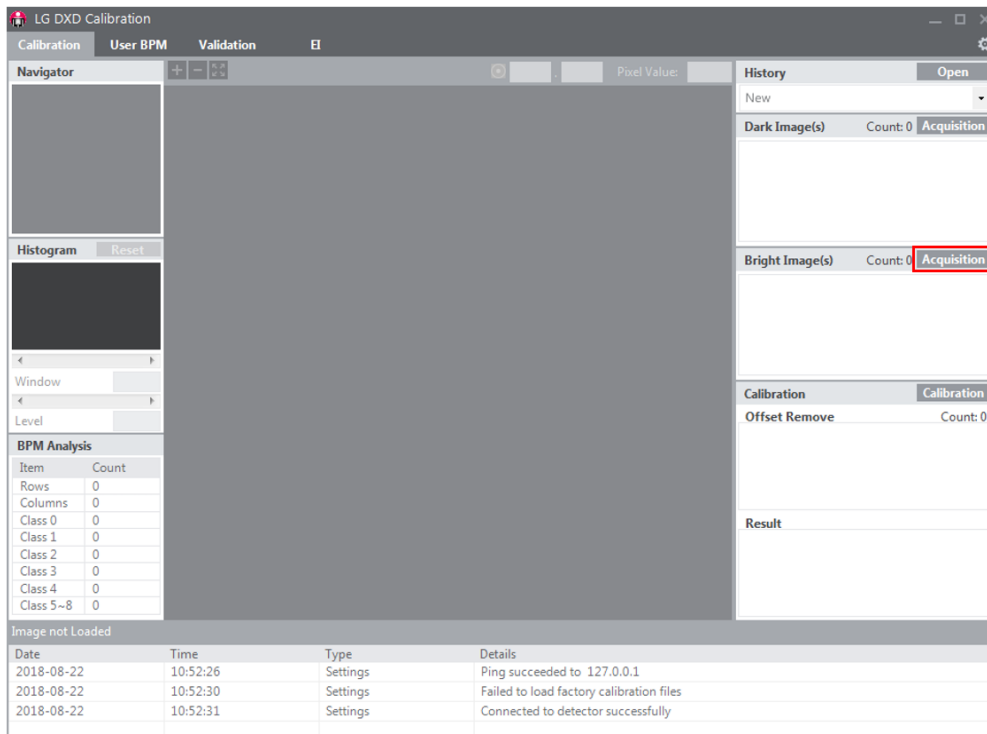 LG DXD Calibration
Calibration User BPM Validation EI
Navigator
Pixel Value:
Histogram Reset
Window
Level
BPM Analysis
Item Count
Rows 0
Columns 0
Class 0 0
Class 1 0
Class 2 0
Class 3 0
Class 4 0
Class 5~8 0
History Open
New
Dark Image(s) Count: 0 Acquisition
Bright Image(s) Count: 0 Acquisition
Calibration Calibration
Offset Remove Count: 0
Result
Image not Loaded
Date Time Type Details
2018-08-22 10:52:26 Settings Ping succeeded to 127.0.0.1
2018-08-22 10:52:30 Settings Failed to load factory calibration files
2018-08-22 10:52:31 Settings Connected to detector successfully